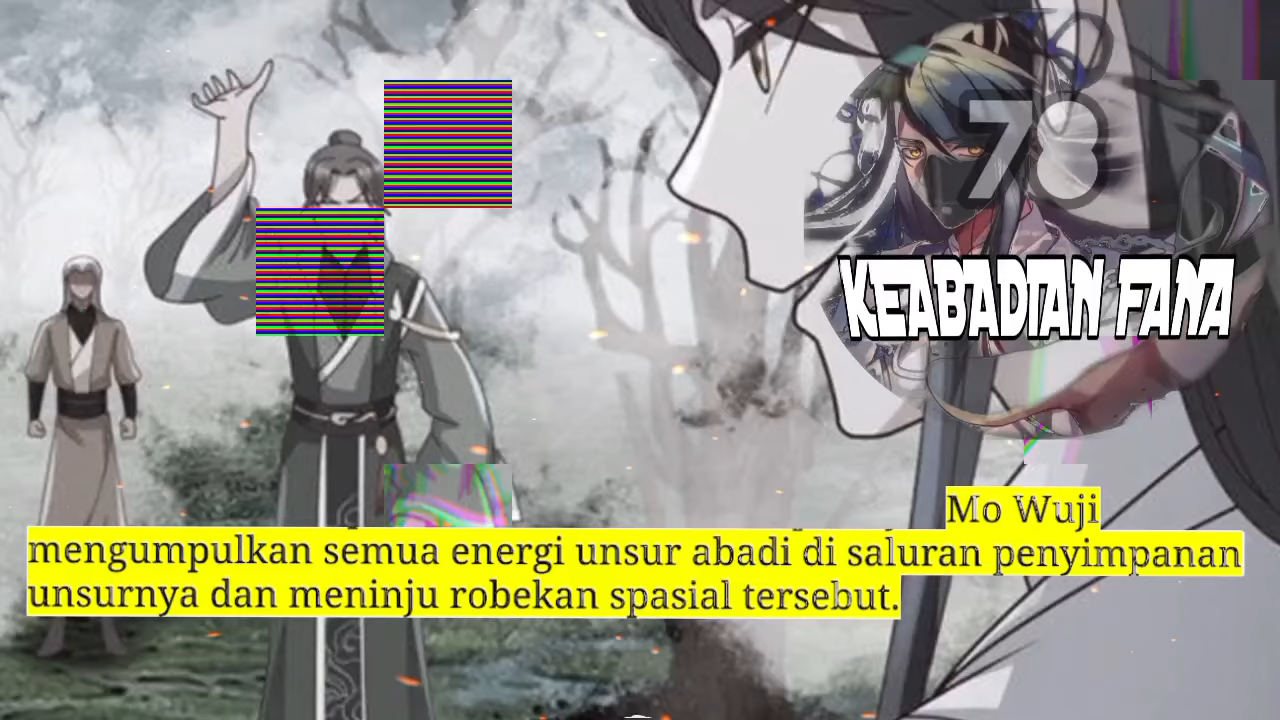 78
KEABADIAN FANA
Mo Wuji
mengumpulkan semua energi unsur abadi di saluran penyimpanan
unsurnya dan meninju robekan spasial tersebut.